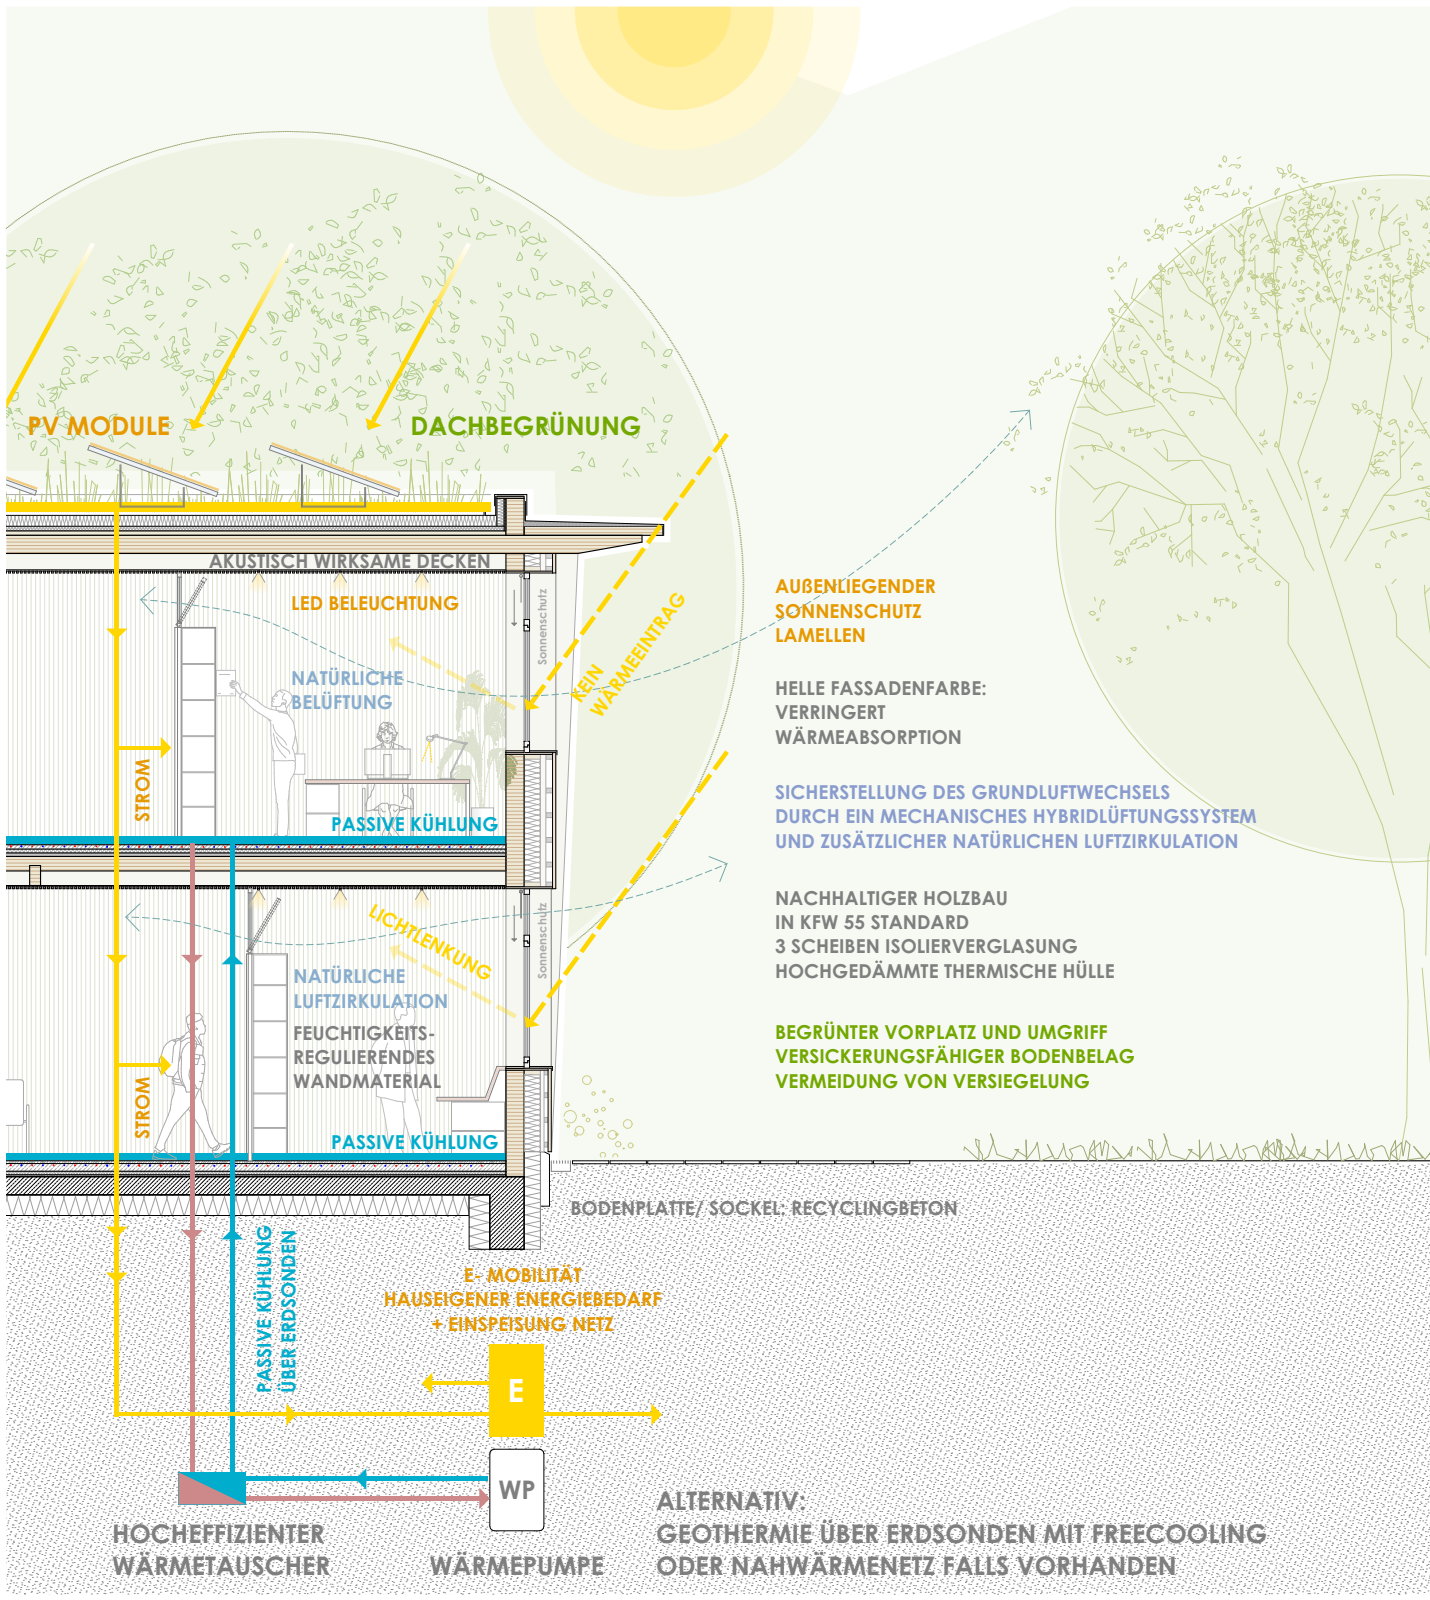 PV MODULE
DACHBEGRÜNUNG
AKUSTISCH WIRKSAME DECKEN
LED BELEUCHTUNG
Sonnenschutz
KEIN
WÄRMEEINTRAG
NATÜRLICHE
BELÜFTUNG
STROM
PASSIVE KÜHLUNG
AUßENLIEGENDER
SONNENSCHUTZ
LAMELLEN
HELLE FASSADENFARBE:
VERRINGERT
WÄRMEABSORPTION
SICHERSTELLUNG DES GRUNDLUFTWECHSELS
DURCH EIN MECHANISCHES HYBRIDLÜFTUNGSSYSTEM
UND ZUSÄTZLICHER NATÜRLICHEN LUFTZIRKULATION
NACHHALTIGER HOLZBAU
IN KFW 55 STANDARD
3 SCHEIBEN ISOLIERVERGLASUNG
HOCHGEDÄMMTE THERMISCHE HÜLLE
BEGRÜNTER VORPLATZ UND UMGRIFF
VERSICKERUNGSFÄHIGER BODENBELAG
VERMEIDUNG VON VERSIEGELUNG
LICHTLENKUNG
Sonnenschutz
NATÜRLICHE
LUFTZIRKULATION
FEUCHTIGKEITS-
REGULIERENDES
WANDMATERIAL
STROM
PASSIVE KÜHLUNG
BODENPLATTE/ SOCKEL: RECYCLINGBETON
PASSIVE KÜHLUNG
ÜBER ERDSONDEN
E- MOBILITÄT
HAUSEIGENER ENERGIEBEDARF
+ EINSPEISUNG NETZ
E
WP
HOCHEFFIZIENTER
WÄRMETAUSCHER
WÄRMEPUMPE
ALTERNATIV:
GEOTHERMIE ÜBER ERDSONDEN MIT FREECOOLING
ODER NAHWÄRMENETZ FALLS VORHANDEN